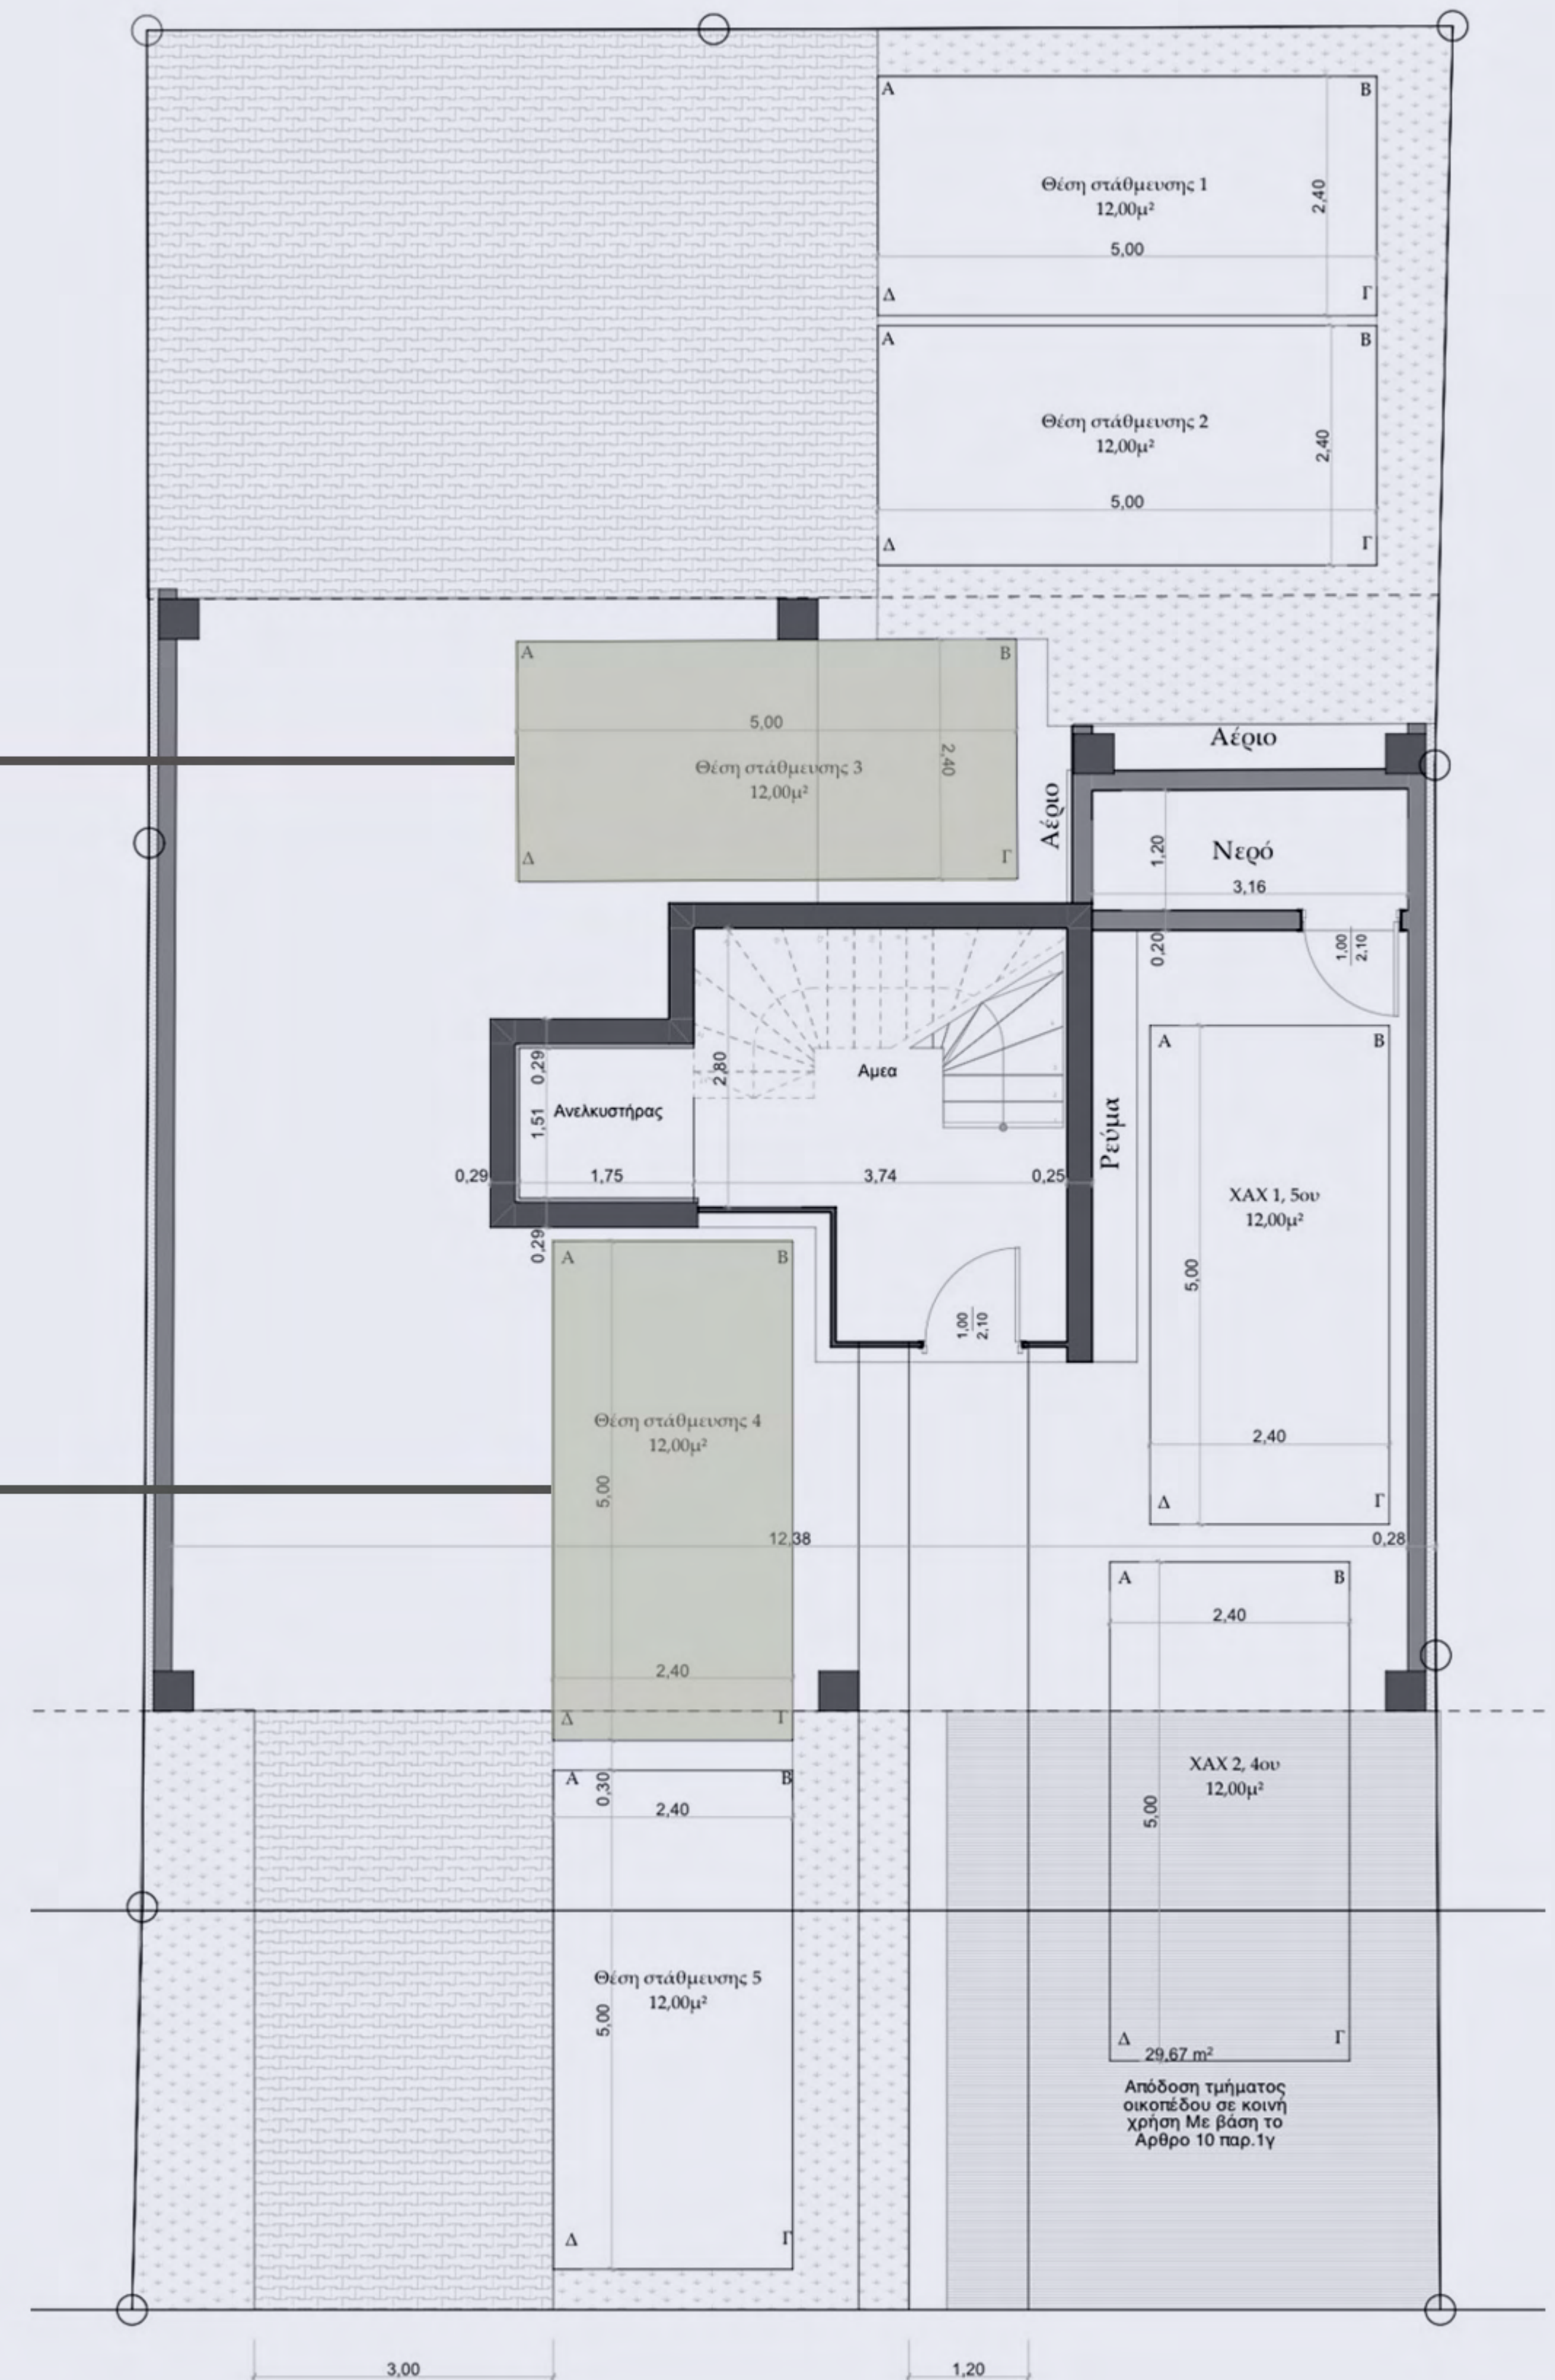 Α
Β
Θέση στάθμευσης 1
12,00μ²
2,40
5,00
Δ
Γ
Α
Β
Θέση στάθμευσης 2
12,00μ²
2,40
5,00
Δ
Γ
Α
Β
5,00
Θέση στάθμευσης 3
12,00μ²
2,40
Δ
Γ
Αέριο
Αέριο
Νερό
1,20
3,16
0,20
1,00
2,10
Αμεα
2,80
Ανελκυστήρας
0,29
1,51
0,29
1,75
3,74
0,25
0,29
Ρεύμα
Α
Β
ΧΑΧ 1, 5ου
12,00μ²
5,00
2,40
Δ
Γ
1,00
2,10
Α
Β
Θέση στάθμευσης 4
12,00μ²
5,00
2,40
Δ
Γ
12,38
0,28
Α
Β
2,40
ΧΑΧ 2, 4ου
12,00μ²
5,00
Δ
Γ
29,67 m²
Απόδοση τμήματος
οικοπέδου σε κοινή
χρήση Με βάση το
Αρθρο 10 παρ.1γ
Α
Β
0,30
2,40
Θέση στάθμευσης 5
12,00μ²
5,00
Δ
Γ
3,00
1,20